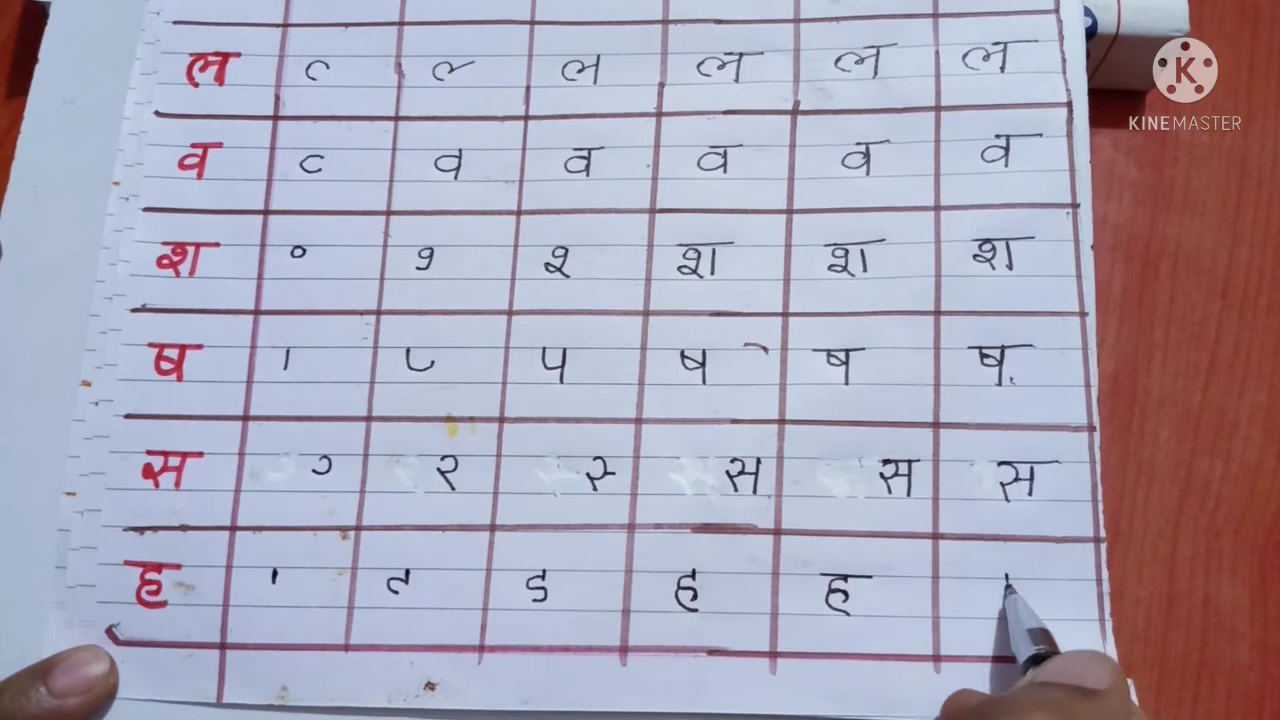 ल ल ल ल ल
व व व व व व
श श श श
ष ष ष ष
स स स स
ह ह ह
KINEMASTER